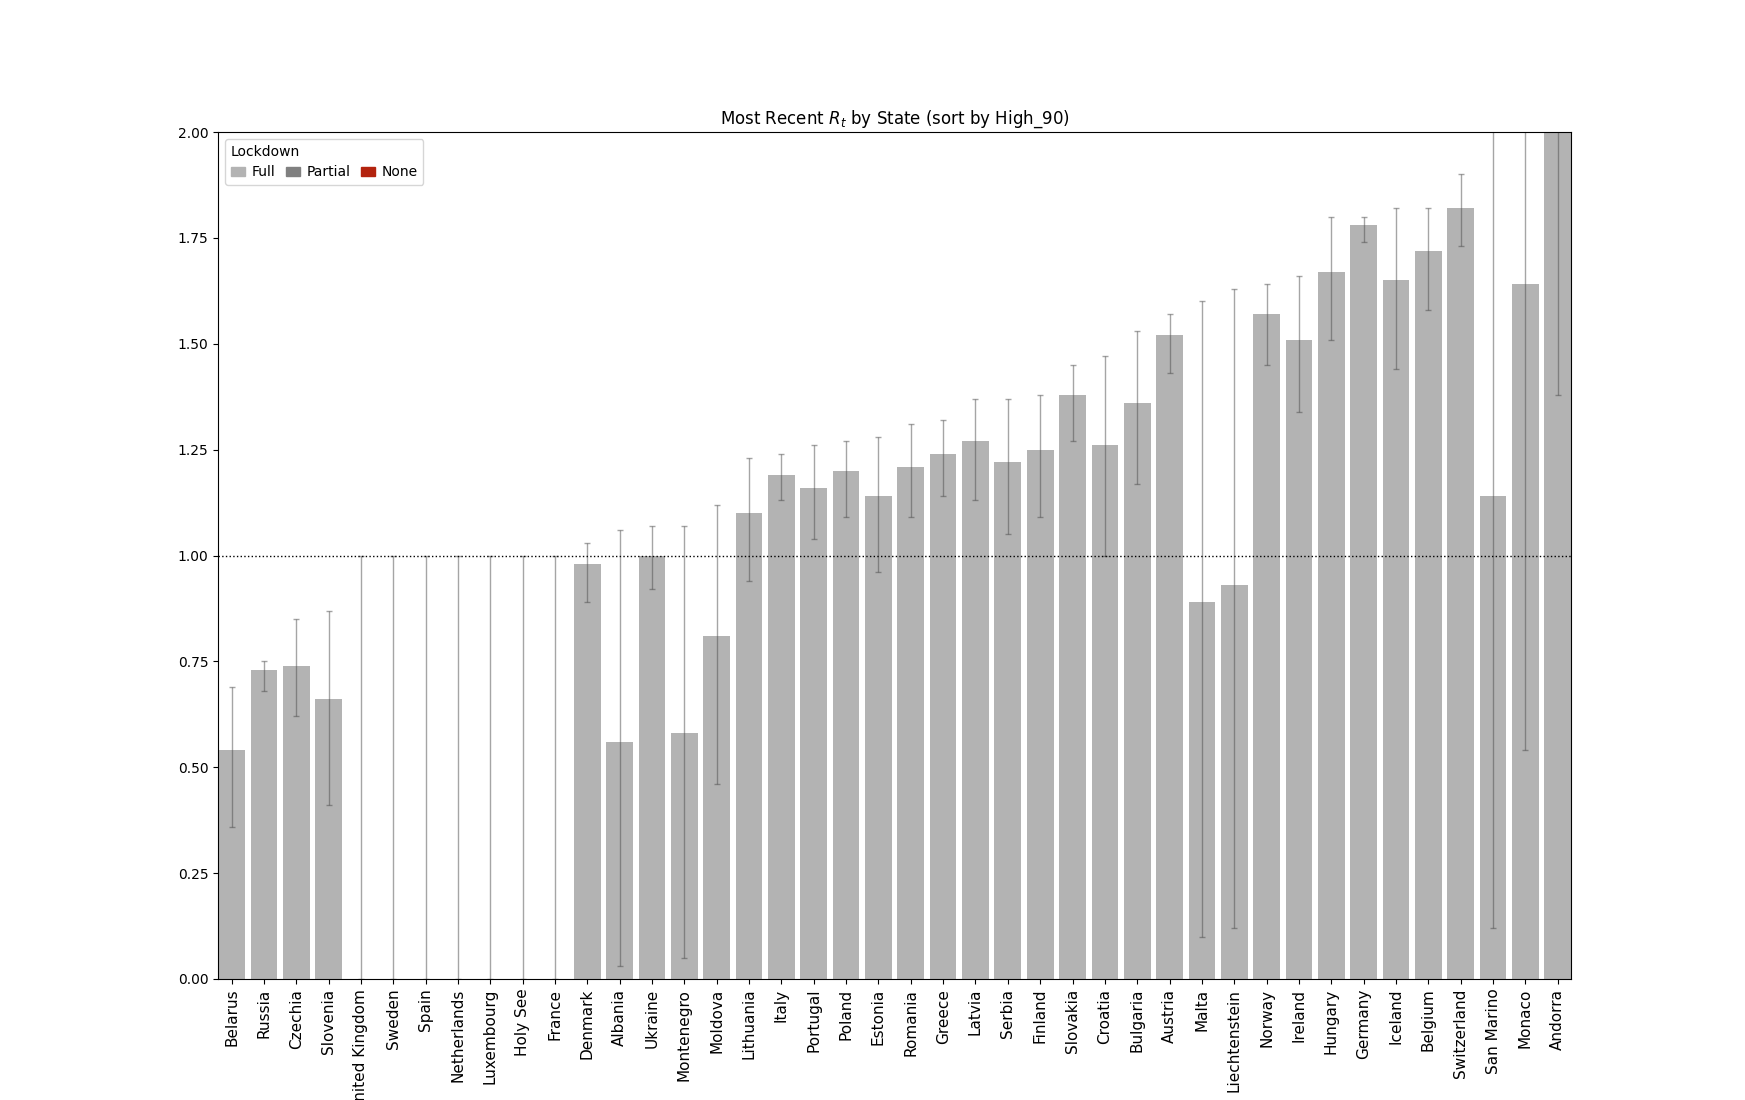 Most Recent R_t by State (sort by High_90)
Lockdown
Full Partial None
2.00
1.75
1.50
1.25
1.00
0.75
0.50
0.25
0.00
Belarus
Russia
Czechia
Slovenia
nited Kingdom
Sweden
Spain
Netherlands
Luxembourg
Holy See
France
Denmark
Albania
Ukraine
Montenegro
Moldova
Lithuania
Italy
Portugal
Poland
Estonia
Romania
Greece
Latvia
Serbia
Finland
Slovakia
Croatia
Bulgaria
Austria
Malta
Liechtenstein
Norway
Ireland
Hungary
Germany
Iceland
Belgium
Switzerland
San Marino
Monaco
Andorra